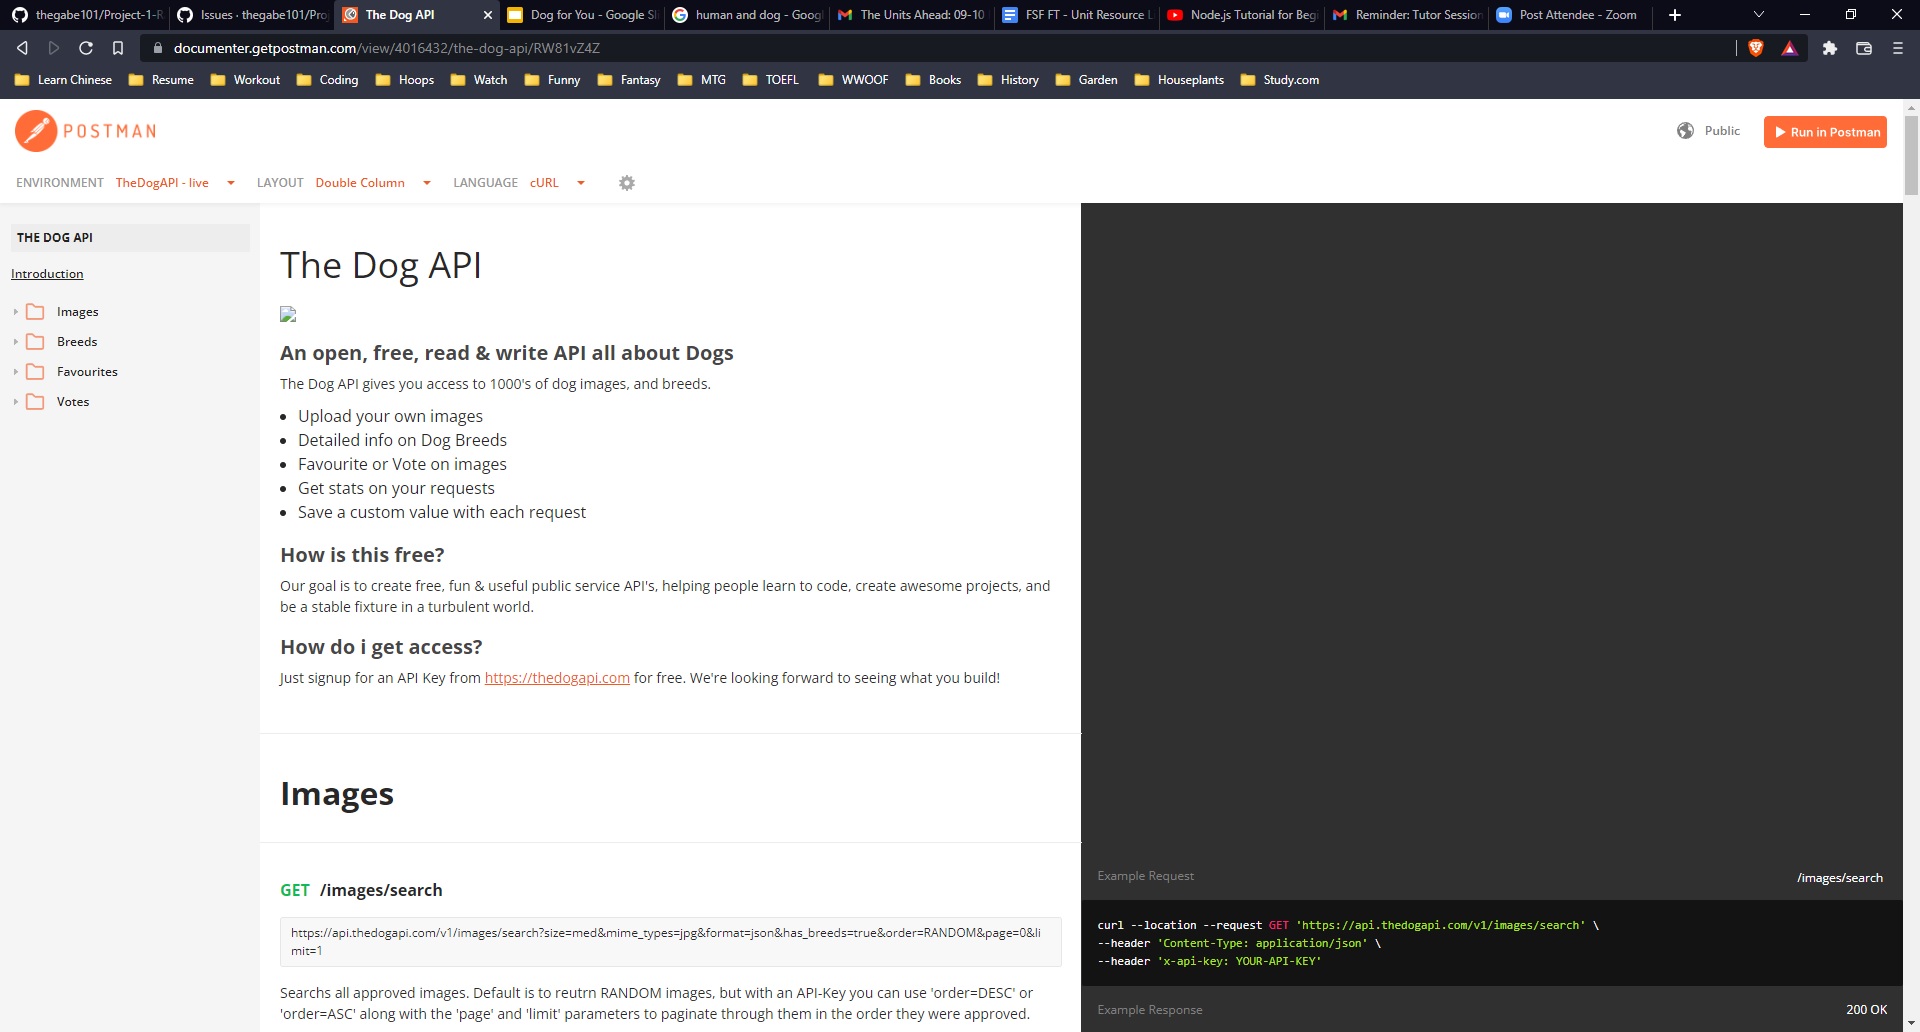 thegabe101/Project-1-R
Issues · thegabe101/Proj
The Dog API
Dog for You - Google Sl
human and dog - Googl
The Units Ahead: 09-10
FSF FT - Unit Resource L
Node.js Tutorial for Begi
Reminder: Tutor Session
Post Attendee - Zoom
documenter.getpostman.com/view/4016432/the-dog-api/RW81vZ4Z
Learn Chinese Resume Workout Coding Hoops Watch Funny Fantasy MTG TOEFL WWOOF Books History Garden Houseplants Study.com
POSTMAN
Public
Run in Postman
ENVIRONMENT TheDogAPI - live LAYOUT Double Column LANGUAGE cURL
THE DOG API
Introduction
Images
Breeds
Favourites
Votes
The Dog API
An open, free, read & write API all about Dogs
The Dog API gives you access to 1000's of dog images, and breeds.
• Upload your own images
• Detailed info on Dog Breeds
• Favourite or Vote on images
• Get stats on your requests
• Save a custom value with each request
How is this free?
Our goal is to create free, fun & useful public service API's, helping people learn to code, create awesome projects, and
be a stable fixture in a turbulent world.
How do i get access?
Just signup for an API Key from https://thedogapi.com for free. We're looking forward to seeing what you build!
Images
GET /images/search
https://api.thedogapi.com/v1/images/search?size=med&mime_types=jpg&format=json&has_breeds=true&order=RANDOM&page=0&li
mit=1
Searchs all approved images. Default is to reutrn RANDOM images, but with an API-Key you can use 'order=DESC' or
'order=ASC' along with the 'page' and 'limit' parameters to paginate through them in the order they were approved.
Example Request
/images/search
curl --location --request GET 'https://api.thedogapi.com/v1/images/search' \
--header 'Content-Type: application/json' \
--header 'x-api-key: YOUR-API-KEY'
Example Response
200 OK